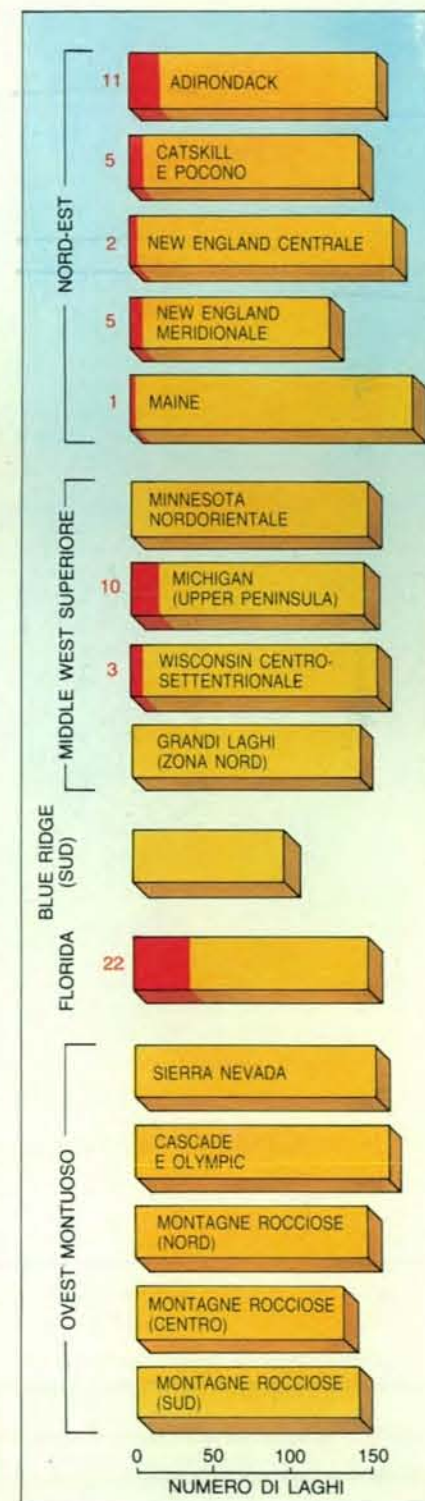 NORD-EST
11
ADIRONDACK
5
CATSKILL
E POCONO
2
NEW ENGLAND CENTRALE
5
NEW ENGLAND
MERIDIONALE
1
MAINE
MIDDLE WEST SUPERIORE
MINNESOTA
NORDORIENTALE
10
MICHIGAN
(UPPER PENINSULA)
3
WISCONSIN CENTRO-
SETTENTRIONALE
GRANDI LAGHI
(ZONA NORD)
BLUE RIDGE
(SUD)
FLORIDA
22
OVEST MONTUOSO
SIERRA NEVADA
CASCADE
E OLYMPIC
MONTAGNE ROCCIOSE
(NORD)
MONTAGNE ROCCIOSE
(CENTRO)
MONTAGNE ROCCIOSE
(SUD)
0 50 100 150
NUMERO DI LAGHI